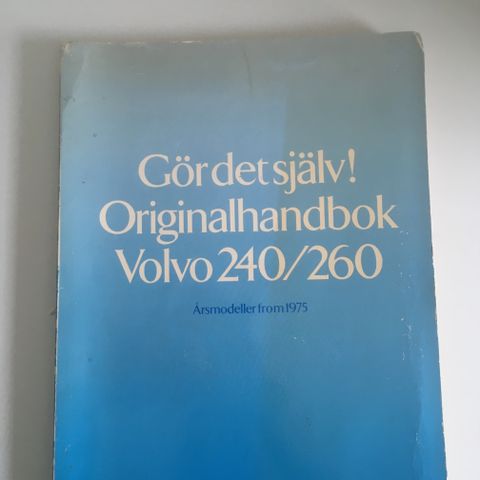 Gör det själv!
Originalhandbok
Volvo 240/260
Årsmodeller from 1975